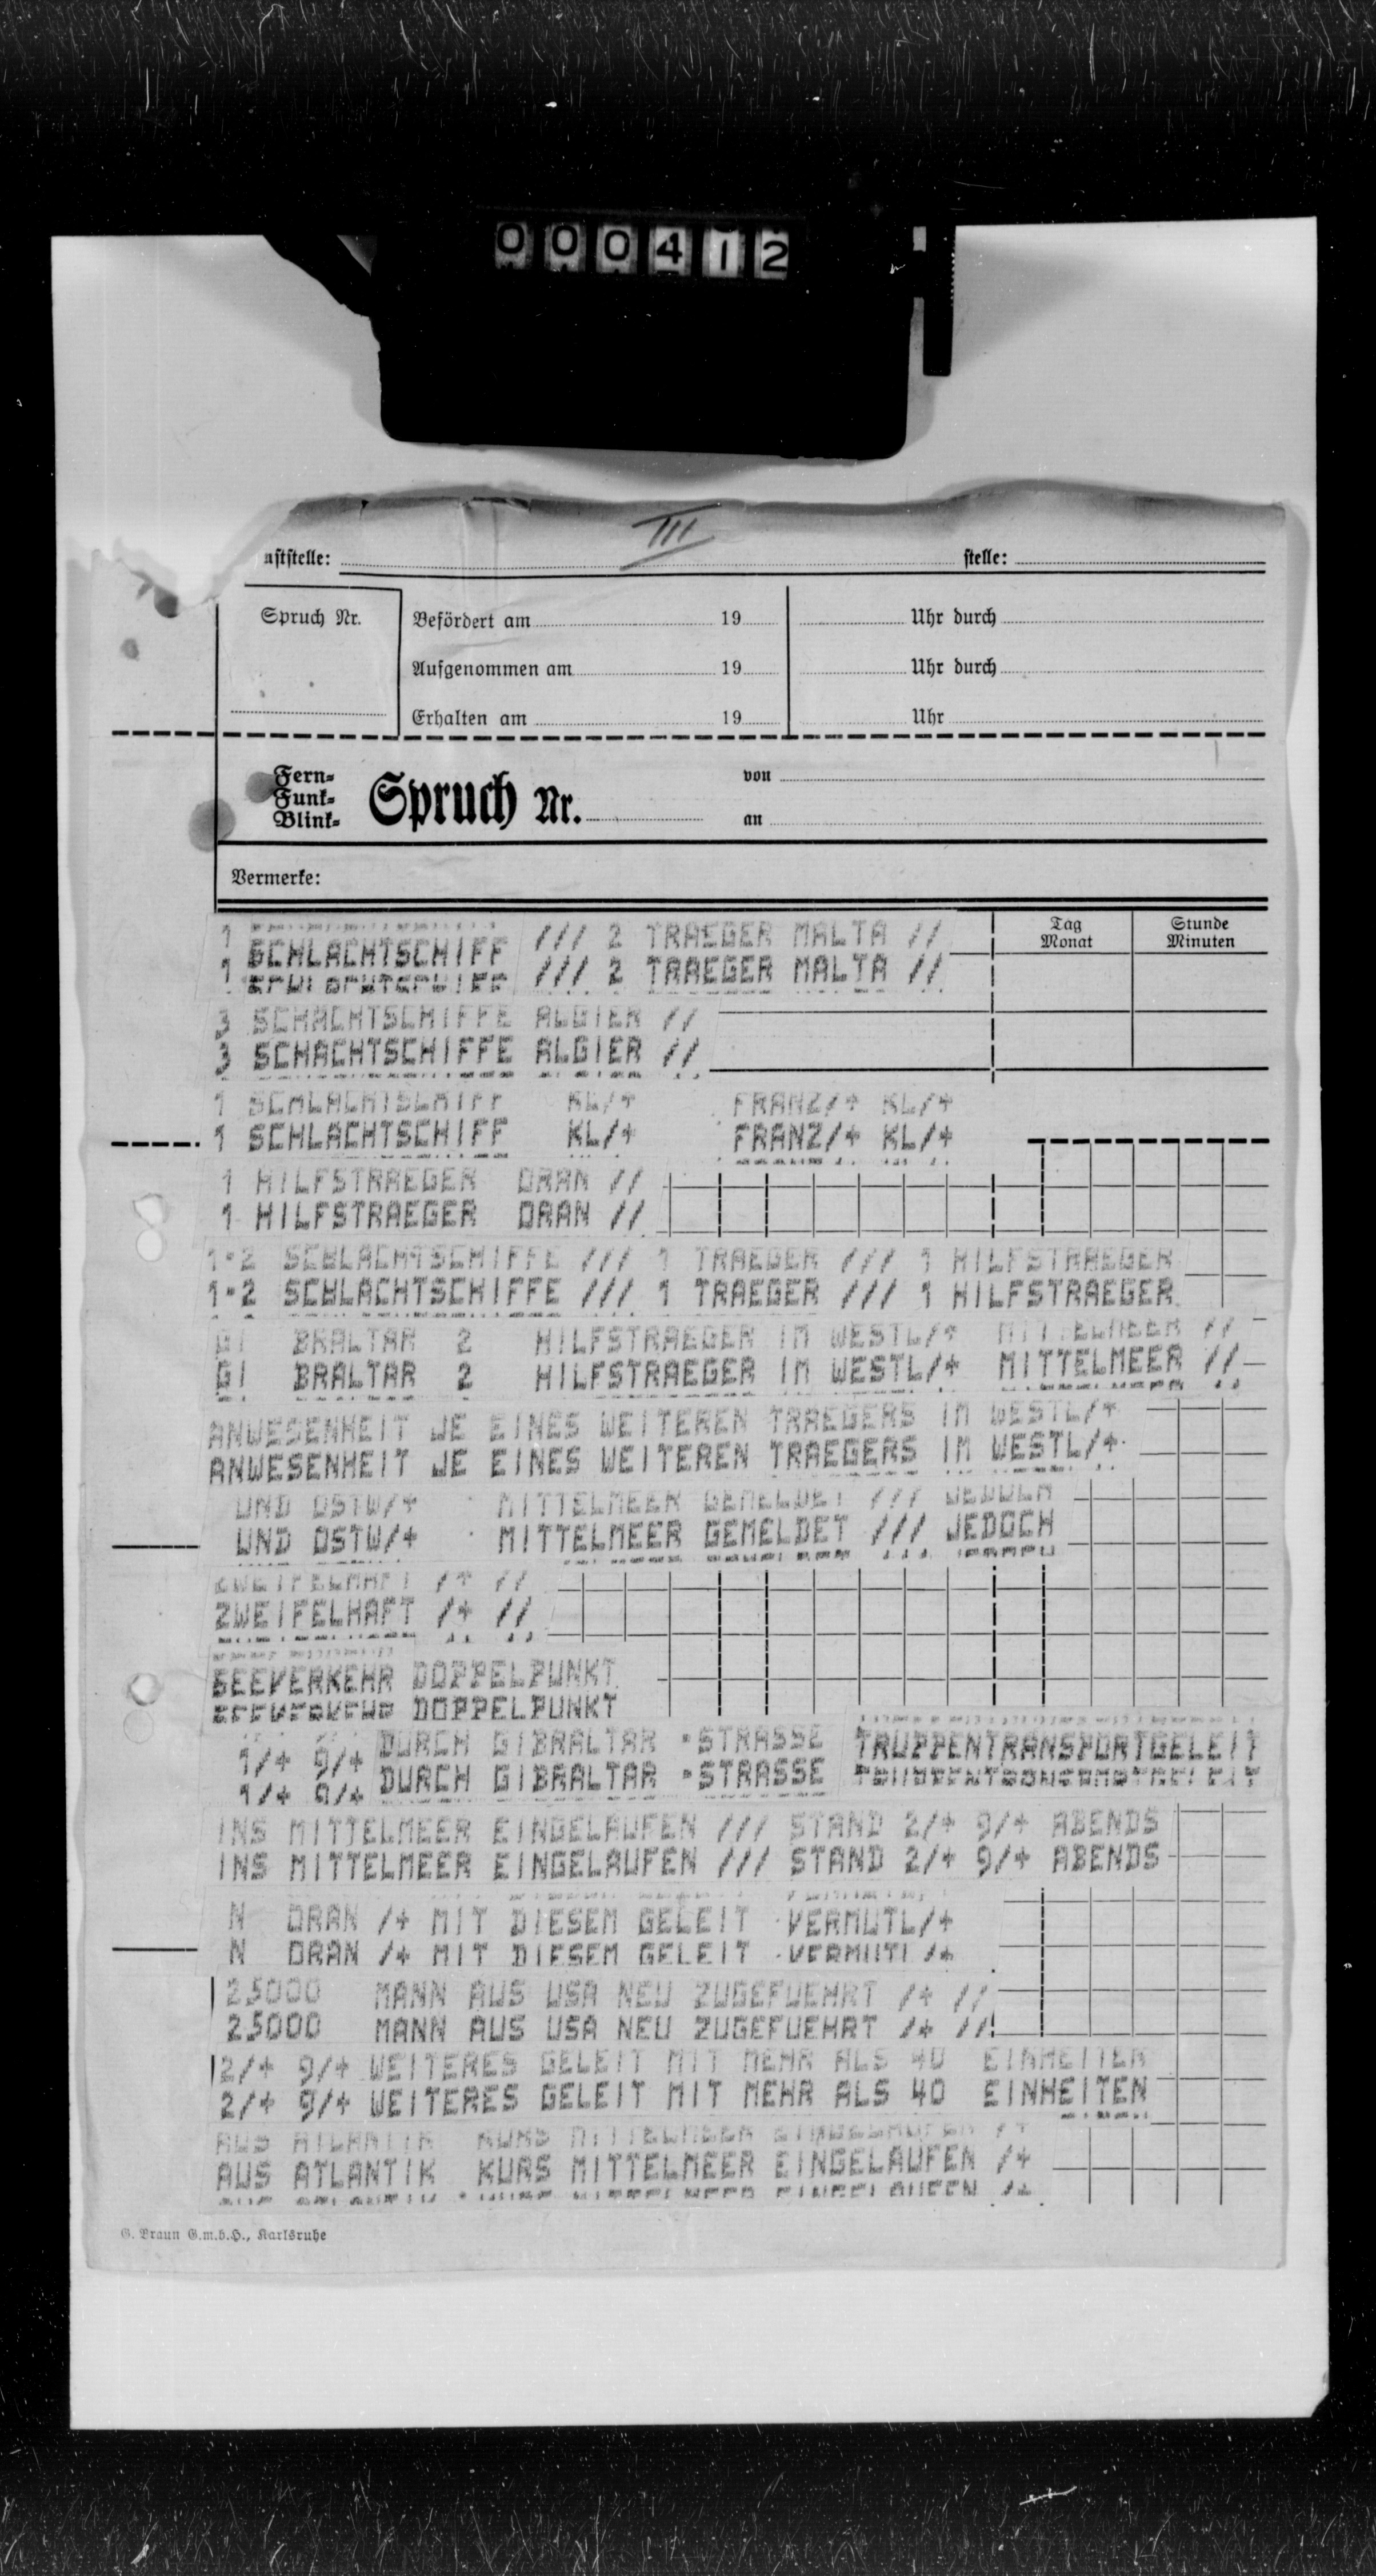 000412
III
nststelle: stelle:
Spruch Nr.
Befördert am 19 Uhr durch
Aufgenommen am 19 Uhr durch
Erhalten am 19 Uhr
Fern-
Funk-
Blink-
Spruch Nr.
von
an
Vermerke:
Tag
Monat
Stunde
Minuten
1 SCHLACHTSCHIFF /// 2 TRAEGER MALTA //
3 SCHACHTSCHIFFE ALGIER //
1 SCHLACHTSCHIFF KL/+ FRANZ/+ KL/+
1 HILFSTRAEGER ORAN //
1-2 SCHLACHTSCHIFFE /// 1 TRAEGER /// 1 HILFSTRAEGER
GI BRALTAR 2 HILFSTRAEGER IM WESTL/+ MITTELMEER //
ANWESENHEIT JE EINES WEITEREN TRAEGERS IM WESTL/+
UND OSTW/+ MITTELMEER GEMELDET /// JEDOCH
ZWEIFELHAFT /+ //
SEEVERKEHR DOPPELPUNKT
1/+ 9/+ DURCH GIBRALTAR -STRASSE TRUPPENTRANSPORTGELEIT
INS MITTELMEER EINGELAUFEN /// STAND 2/+ 9/+ ABENDS
N ORAN /+ MIT DIESEM GELEIT VERMUTL/+
25000 MANN AUS USA NEU ZUGEFUEHRT /+ //
2/+ 9/+ WEITERES GELEIT MIT MEHR ALS 40 EINHEITEN
AUS ATLANTIK KURS MITTELMEER EINGELAUFEN /+
G. Braun G.m.b.H., Karlsruhe